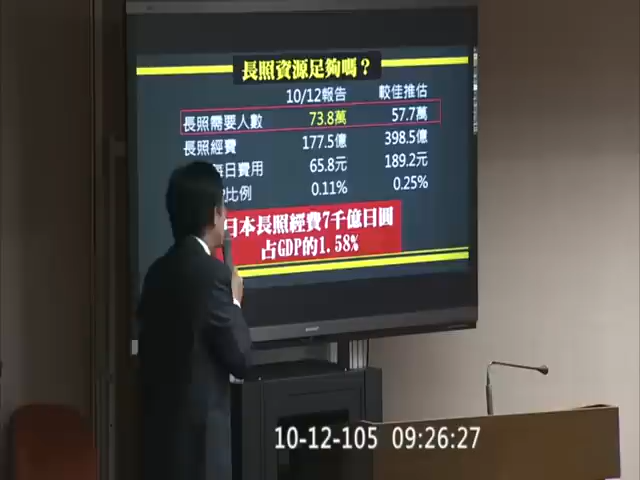 長照資源足夠嗎？
10/12報告 較佳推估
長照需要人數 73.8萬 57.7萬
長照經費 177.5億 398.5億
每日費用 65.8元 189.2元
比例 0.11% 0.25%
日本長照經費7千億日圓
占GDP的1.58%
10-12-105 09:26:27